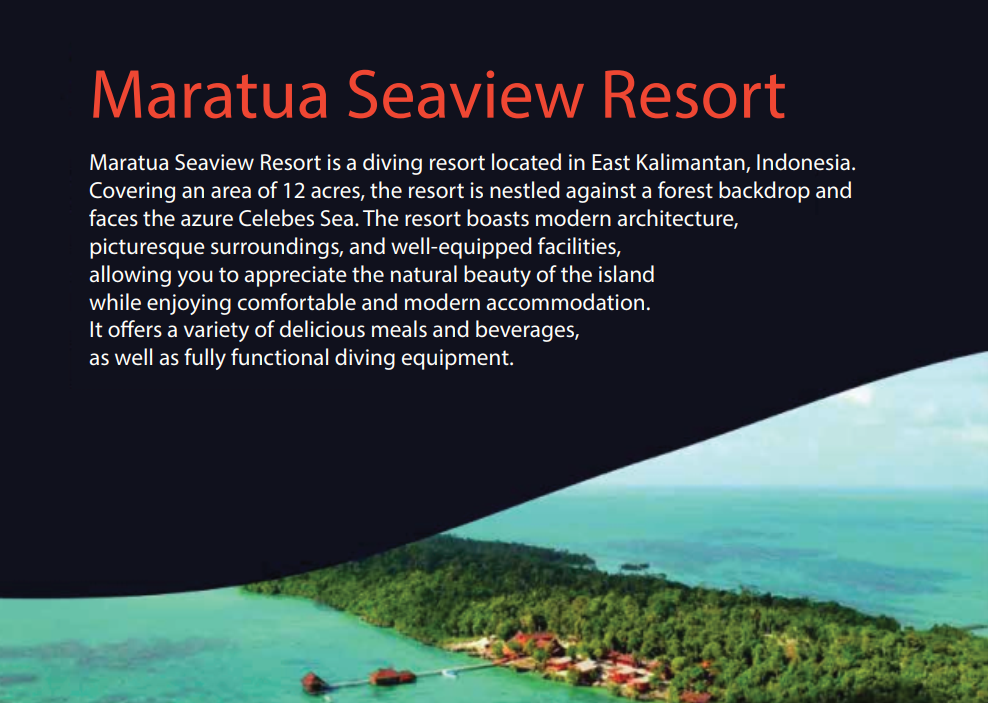 Maratua Seaview Resort
Maratua Seaview Resort is a diving resort located in East Kalimantan, Indonesia.
Covering an area of 12 acres, the resort is nestled against a forest backdrop and
faces the azure Celebes Sea. The resort boasts modern architecture,
picturesque surroundings, and well-equipped facilities,
allowing you to appreciate the natural beauty of the island
while enjoying comfortable and modern accommodation.
It offers a variety of delicious meals and beverages,
as well as fully functional diving equipment.